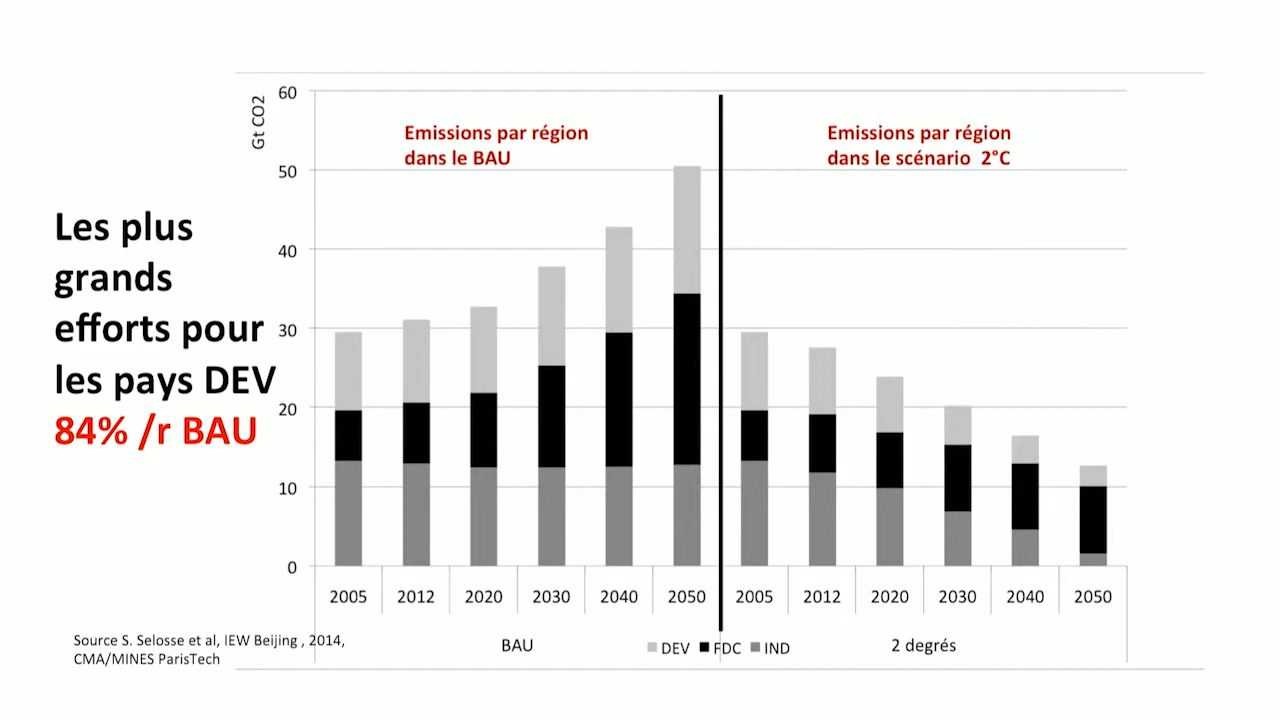 Les plus
grands
efforts pour
les pays DEV
84% /r BAU
Gt CO2
Emissions par région
dans le BAU
Emissions par région
dans le scénario 2°C
60
50
40
30
20
10
0
2005 2012 2020 2030 2040 2050 2005 2012 2020 2030 2040 2050
BAU
DEV FDC IND
2 degrés
Source S. Selosse et al, IEW Beijing , 2014,
CMA/MINES ParisTech